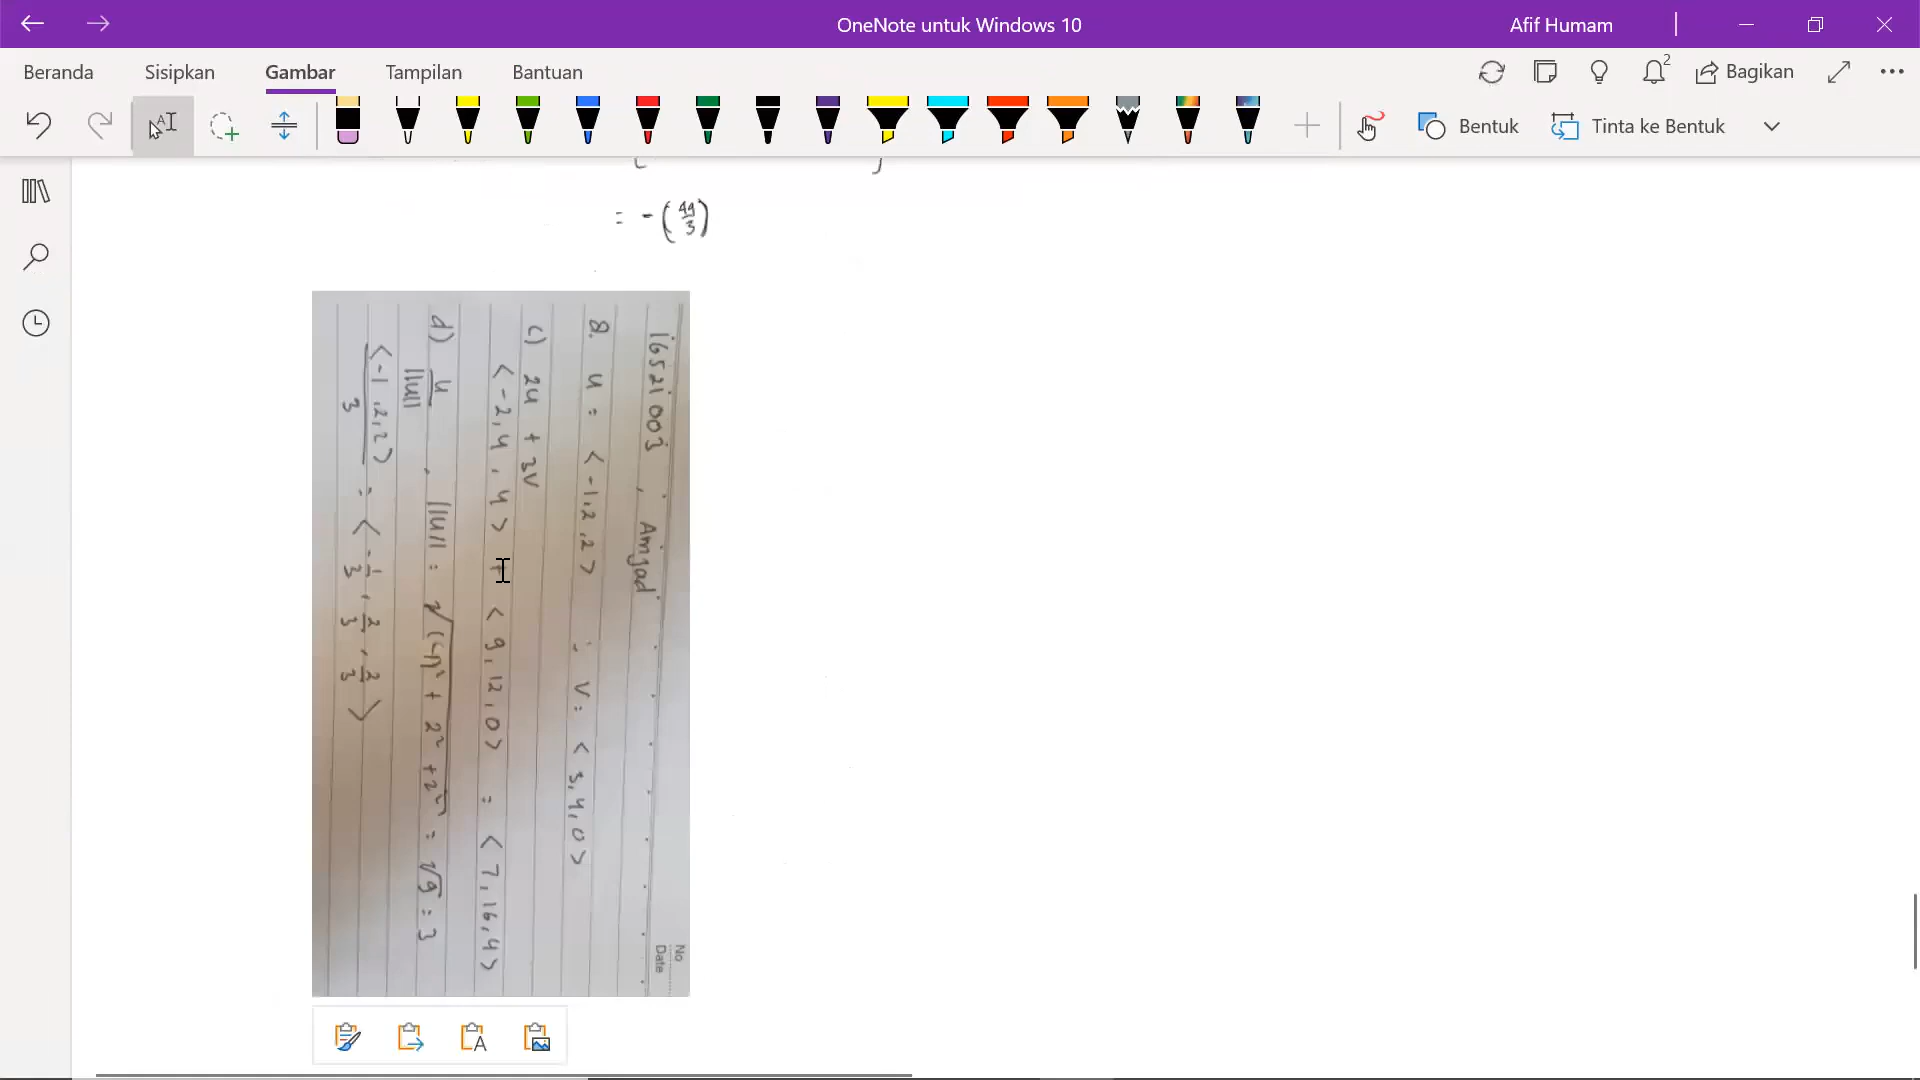 OneNote untuk Windows 10
Afif Humam
Beranda Sisipkan Gambar Tampilan Bantuan
2
Bagikan
Bentuk
Tinta ke Bentuk
= - (44/3)
No
Date
16521003, Amjad
8. u = <-1,2,2> ; v = <3,4,0>
c) 2u + 3v
<-2,4,4> + <9,12,0> = <7,16,4>
d) u/||u|| , ||u|| = √((-1)² + 2² + 2²) = √9 = 3
<-1,2,2>/3 = <-1/3, 2/3, 2/3>